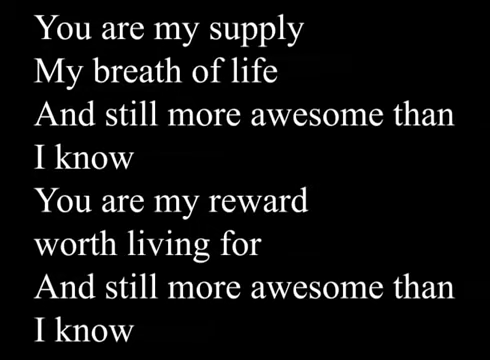 You are my supply
My breath of life
And still more awesome than
I know
You are my reward
worth living for
And still more awesome than
I know